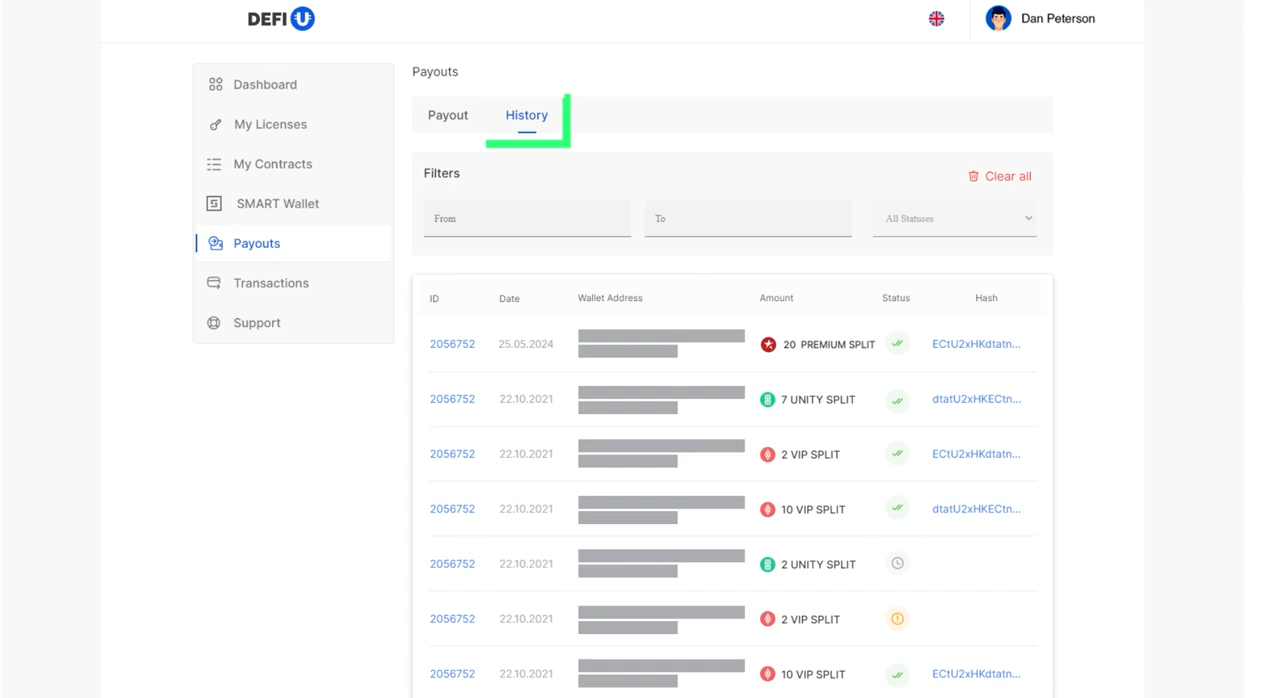 DEFI U
Dan Peterson
Dashboard
My Licenses
My Contracts
SMART Wallet
Payouts
Transactions
Support
Payouts
Payout History
Filters
Clear all
From To All Statuses
ID Date Wallet Address Amount Status Hash
2056752 25.05.2024 20 PREMIUM SPLIT ECtU2xHKdtatn...
2056752 22.10.2021 7 UNITY SPLIT dtatU2xHKECtn...
2056752 22.10.2021 2 VIP SPLIT ECtU2xHKdtatn...
2056752 22.10.2021 10 VIP SPLIT dtatU2xHKECtn...
2056752 22.10.2021 2 UNITY SPLIT
2056752 22.10.2021 2 VIP SPLIT
2056752 22.10.2021 10 VIP SPLIT ECtU2xHKdtatn...